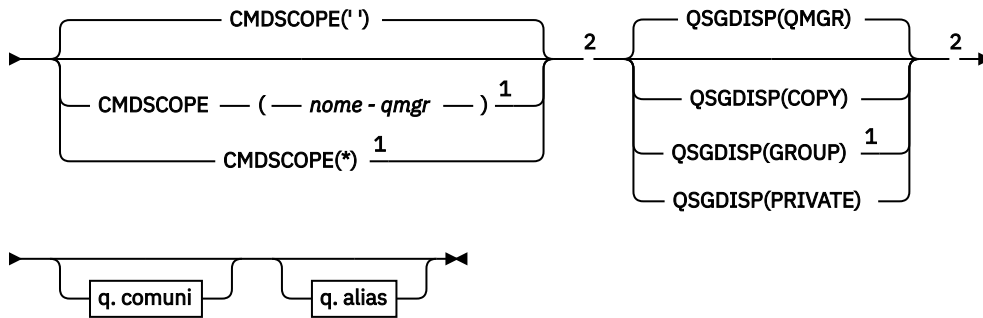 CMDSCOPE(' ')
CMDSCOPE ( nome - qmgr ) 1
CMDSCOPE(*) 1
2
QSGDISP(QMGR)
QSGDISP(COPY)
QSGDISP(GROUP) 1
QSGDISP(PRIVATE)
2
q. comuni
q. alias